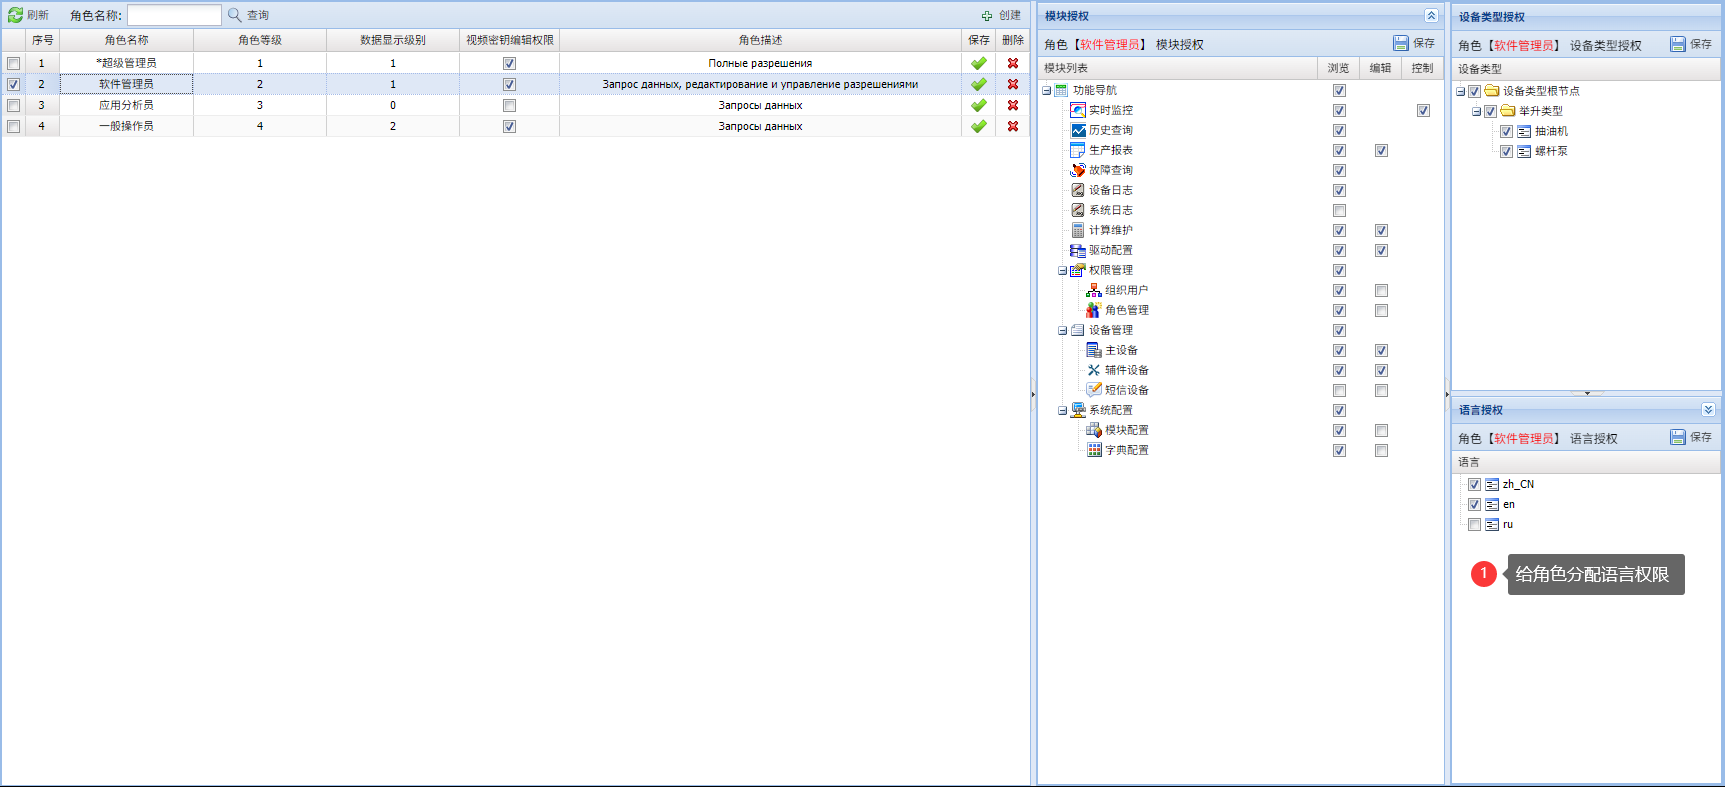 刷新 角色名称: 查询 创建
序号 角色名称 角色等级 数据显示级别 视频密钥编辑权限 角色描述 保存 删除
1 *超级管理员 1 1 Полные разрешения
2 软件管理员 2 1 Запрос данных, редактирование и управление разрешениями
3 应用分析员 3 0 Запросы данных
4 一般操作员 4 2 Запросы данных
模块授权
角色【软件管理员】 模块授权 保存
模块列表 浏览 编辑 控制
功能导航
实时监控
历史查询
生产报表
故障查询
设备日志
系统日志
计算维护
驱动配置
权限管理
组织用户
角色管理
设备管理
主设备
辅件设备
短信设备
系统配置
模块配置
字典配置
设备类型授权
角色【软件管理员】 设备类型授权 保存
设备类型
设备类型根节点
举升类型
抽油机
螺杆泵
语言授权
角色【软件管理员】 语言授权 保存
语言
zh_CN
en
ru
1 给角色分配语言权限